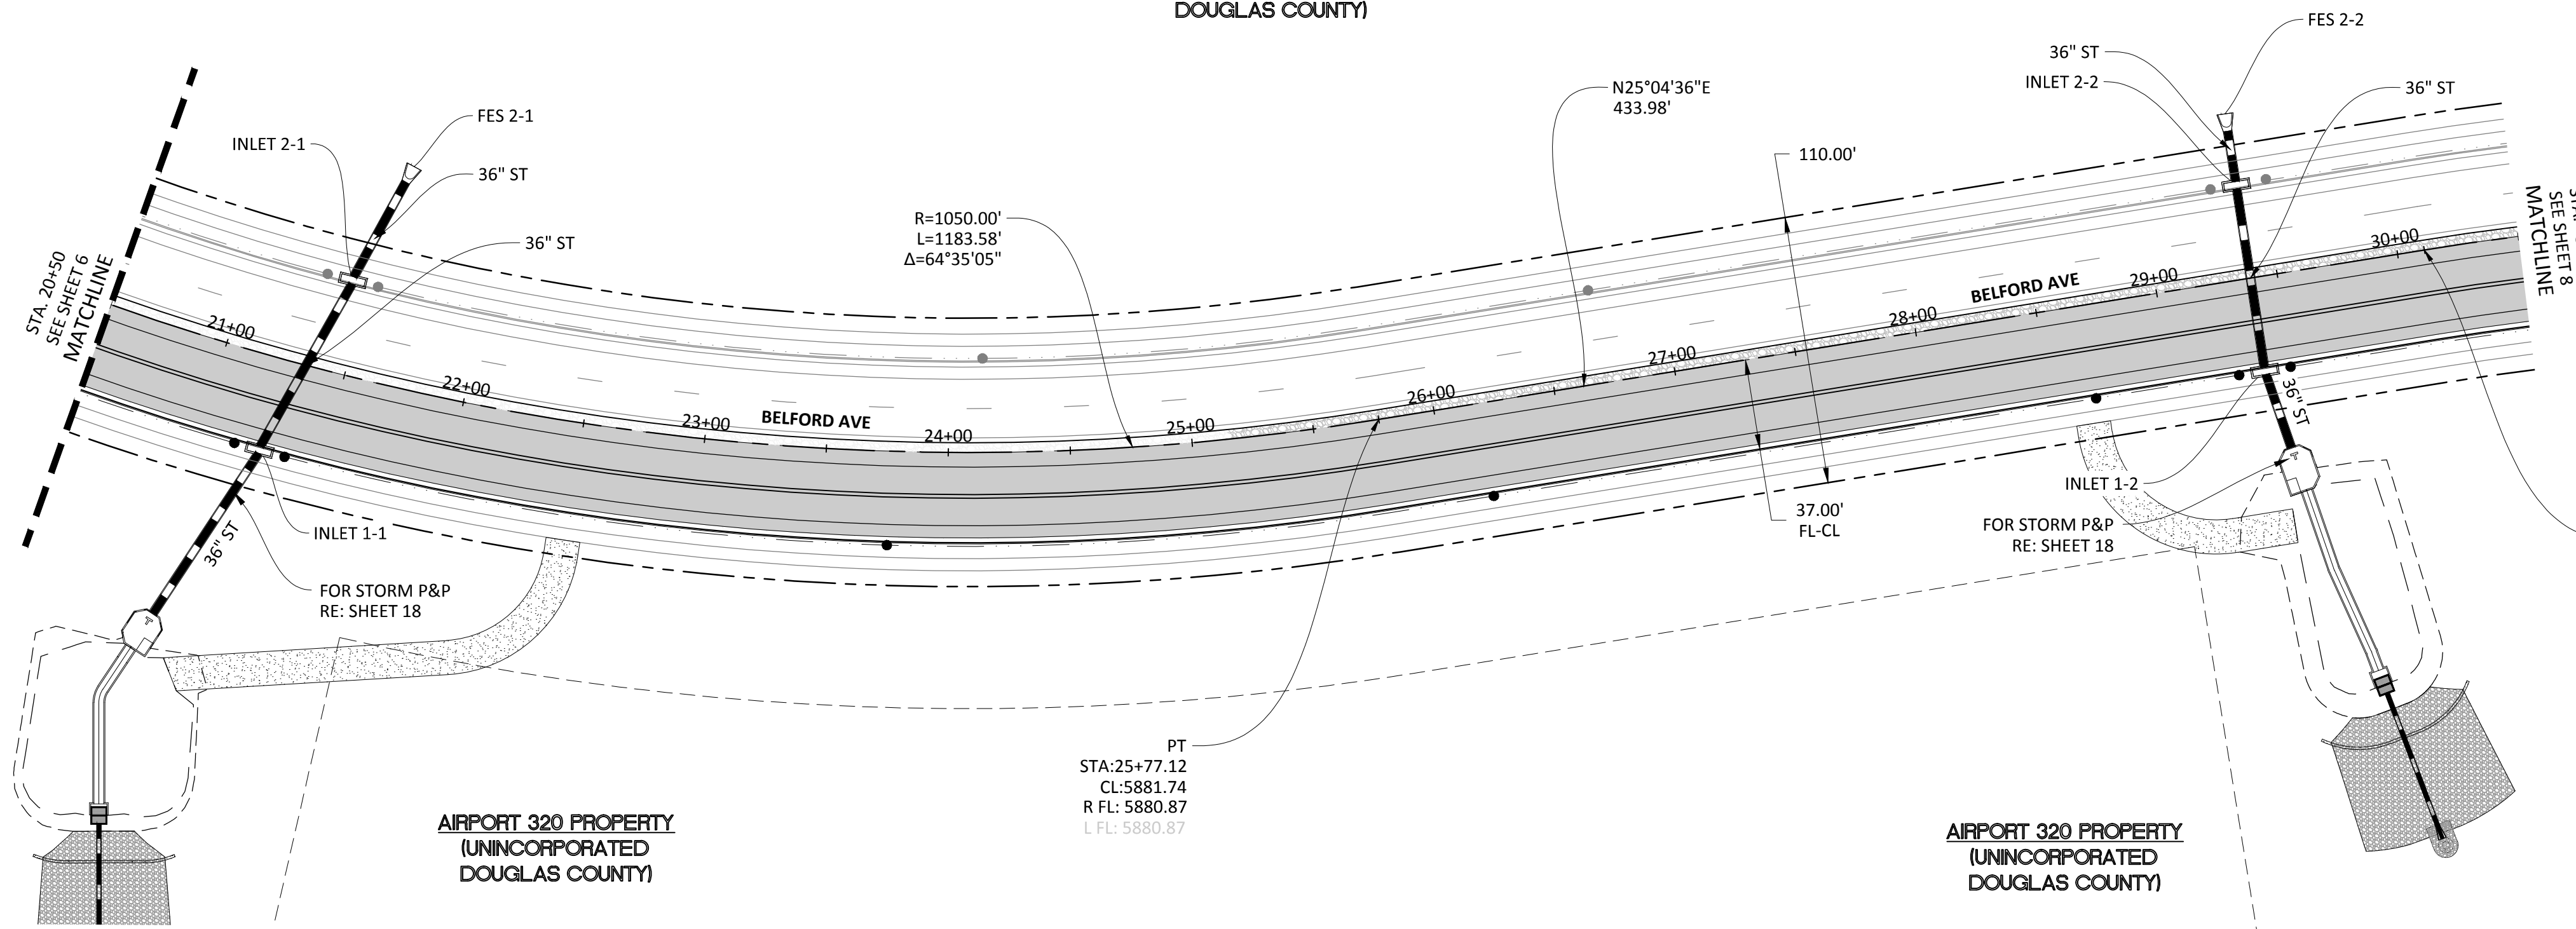 DOUGLAS COUNTY)
FES 2-2
36" ST
INLET 2-2
36" ST
N25°04'36"E
433.98'
FES 2-1
INLET 2-1
36" ST
110.00'
R=1050.00'
L=1183.58'
Δ=64°35'05"
36" ST
STA. 20+50
SEE SHEET 6
MATCHLINE
SEE SHEET 8
MATCHLINE
21+00
22+00
23+00
BELFORD AVE
24+00
25+00
26+00
27+00
28+00
BELFORD AVE
29+00
30+00
36" ST
INLET 1-1
36" ST
FOR STORM P&P
RE: SHEET 18
37.00'
FL-CL
INLET 1-2
FOR STORM P&P
RE: SHEET 18
PT
STA:25+77.12
CL:5881.74
R FL: 5880.87
L FL: 5880.87
AIRPORT 320 PROPERTY
(UNINCORPORATED
DOUGLAS COUNTY)
AIRPORT 320 PROPERTY
(UNINCORPORATED
DOUGLAS COUNTY)